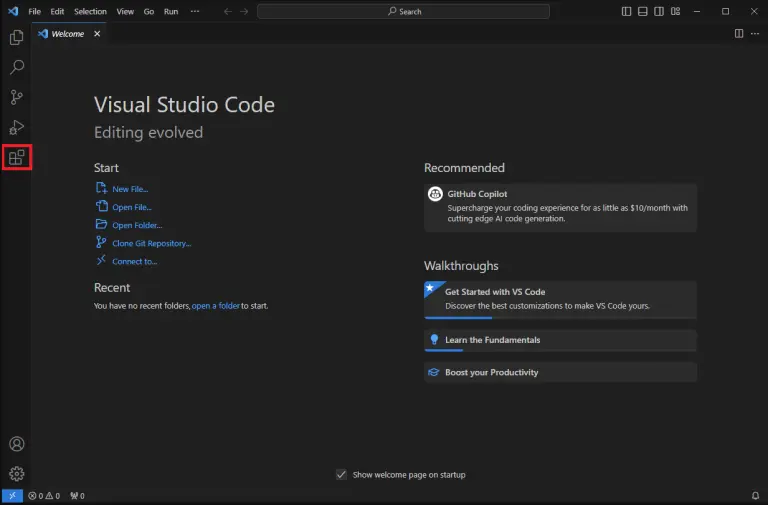 File Edit Selection View Go Run ··· Search
Welcome
Visual Studio Code
Editing evolved
Start
New File...
Open File...
Open Folder...
Clone Git Repository...
Connect to...
Recent
You have no recent folders, open a folder to start.
Recommended
GitHub Copilot
Supercharge your coding experience for as little as $10/month with
cutting edge AI code generation.
Walkthroughs
Get Started with VS Code
Discover the best customizations to make VS Code yours.
Learn the Fundamentals
Boost your Productivity
Show welcome page on startup
0 0 0